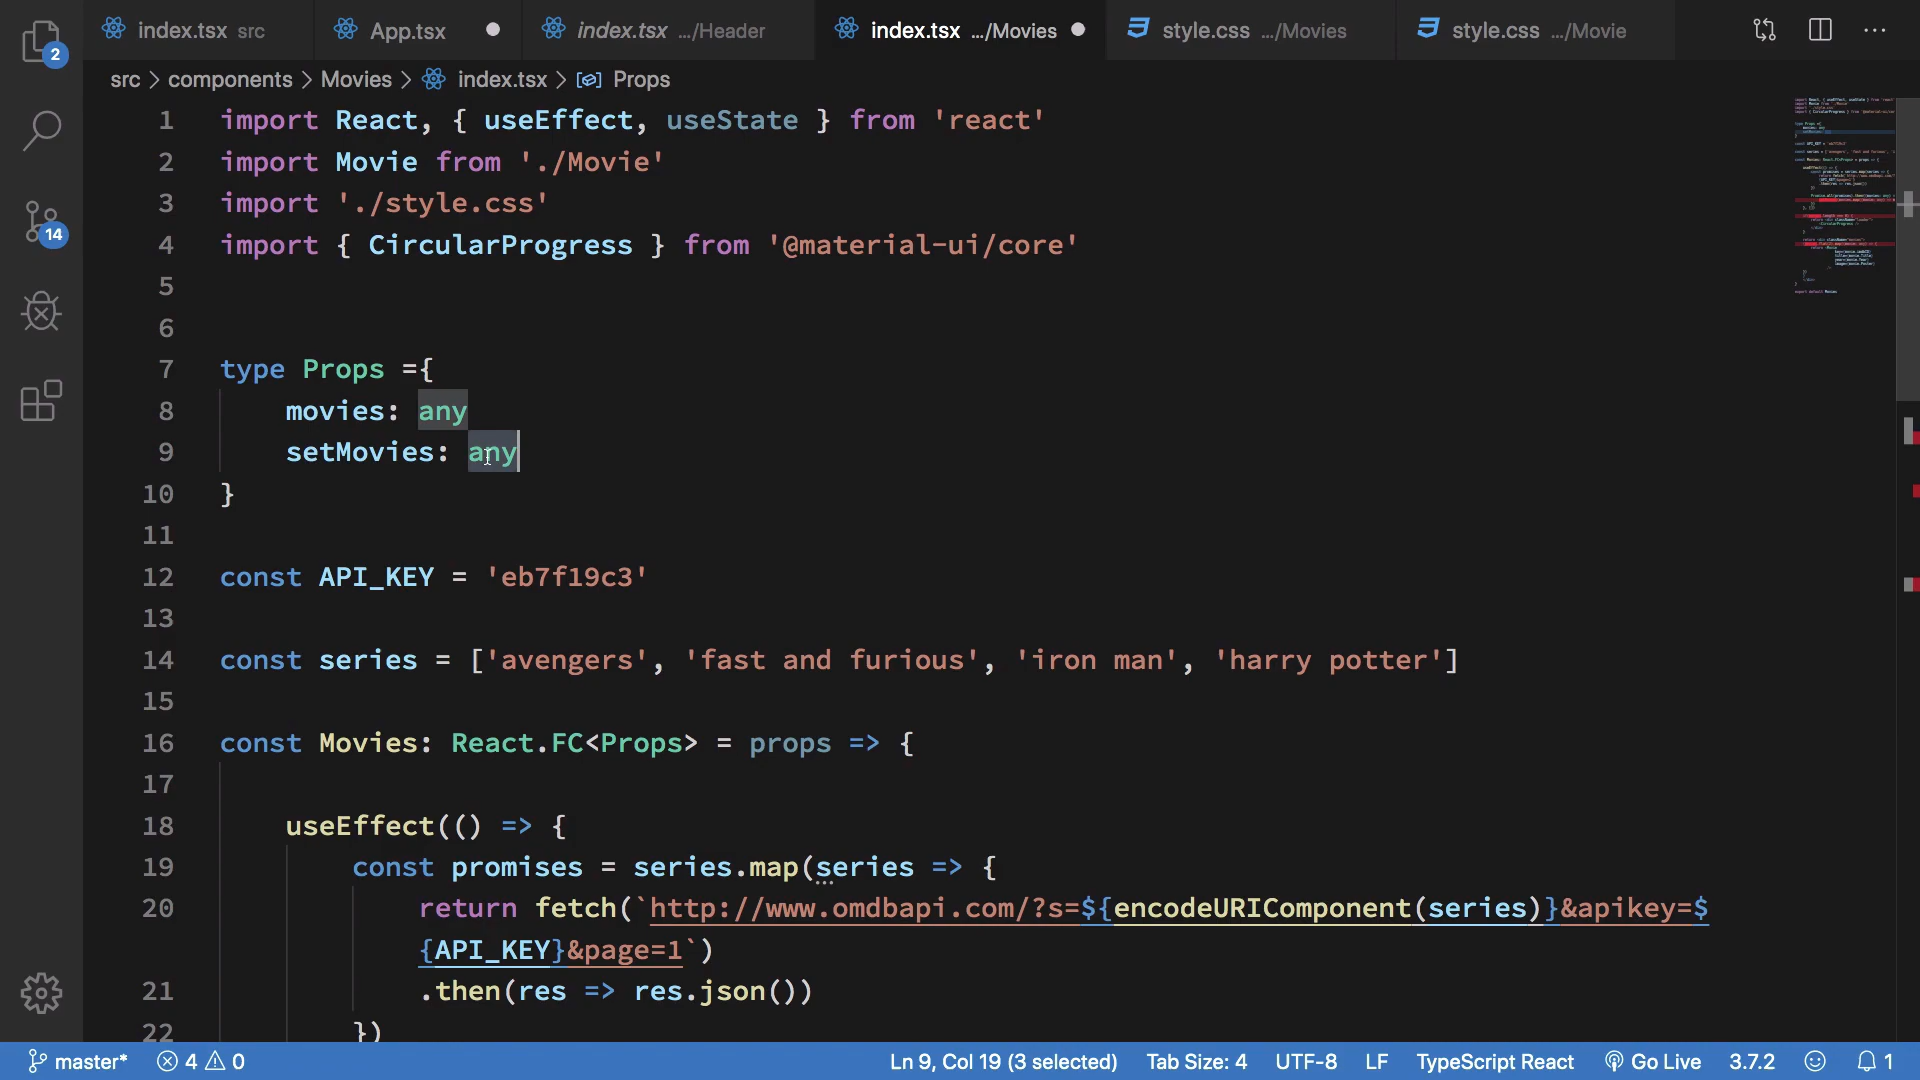 index.tsx src
App.tsx
index.tsx .../Header
index.tsx .../Movies
style.css .../Movies
style.css .../Movie
2
14
src > components > Movies > index.tsx > Props
1 import React, { useEffect, useState } from 'react'
2 import Movie from './Movie'
3 import './style.css'
4 import { CircularProgress } from '@material-ui/core'
5
6
7 type Props ={
8 movies: any
9 setMovies: any
10 }
11
12 const API_KEY = 'eb7f19c3'
13
14 const series = ['avengers', 'fast and furious', 'iron man', 'harry potter']
15
16 const Movies: React.FC<Props> = props => {
17
18 useEffect(() => {
19 const promises = series.map(series => {
20 return fetch(`http://www.omdbapi.com/?s=${encodeURIComponent(series)}&apikey=$
{API_KEY}&page=1`)
21 .then(res => res.json())
22 })
master* 4 0 Ln 9, Col 19 (3 selected) Tab Size: 4 UTF-8 LF TypeScript React Go Live 3.7.2 1